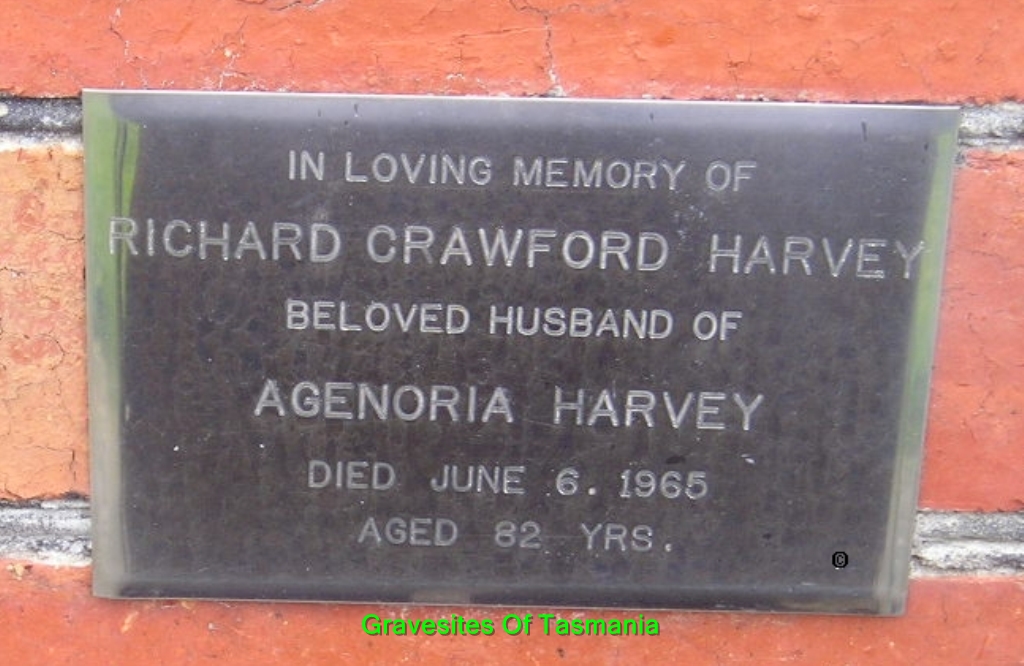 IN LOVING MEMORY OF
RICHARD CRAWFORD HARVEY
BELOVED HUSBAND OF
AGENORIA HARVEY
DIED JUNE 6. 1965
AGED 82 YRS.
©
Gravesites Of Tasmania